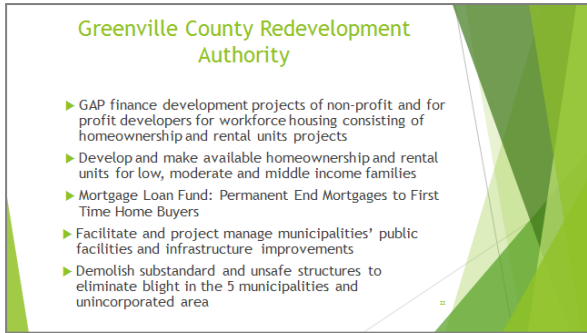 Greenville County Redevelopment
Authority
GAP finance development projects of non-profit and for
profit developers for workforce housing consisting of
homeownership and rental units projects
Develop and make available homeownership and rental
units for low, moderate and middle income families
Mortgage Loan Fund: Permanent End Mortgages to First
Time Home Buyers
Facilitate and project manage municipalities' public
facilities and infrastructure improvements
Demolish substandard and unsafe structures to
eliminate blight in the 5 municipalities and
unincorporated area